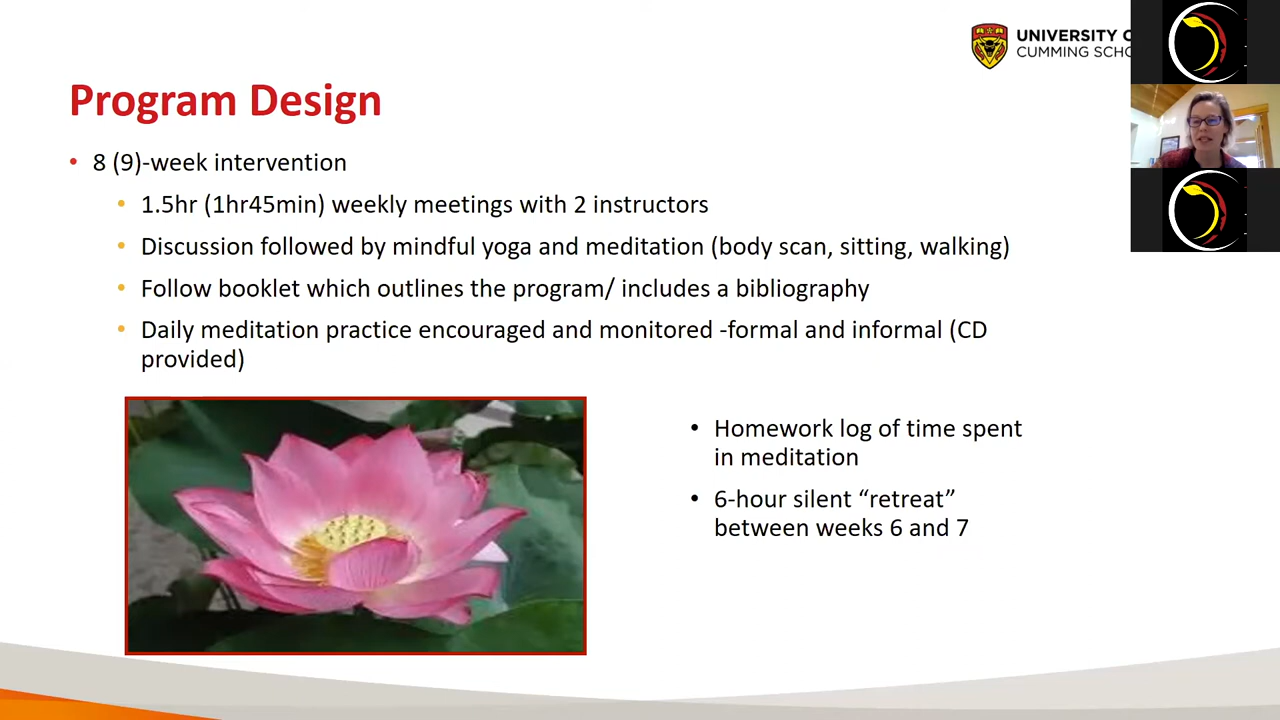 UNIVERSITY
CUMMING
Program Design
• 8 (9)-week intervention
• 1.5hr (1hr45min) weekly meetings with 2 instructors
• Discussion followed by mindful yoga and meditation (body scan, sitting, walking)
• Follow booklet which outlines the program/ includes a bibliography
• Daily meditation practice encouraged and monitored -formal and informal (CD
provided)
• Homework log of time spent
in meditation
• 6-hour silent “retreat”
between weeks 6 and 7